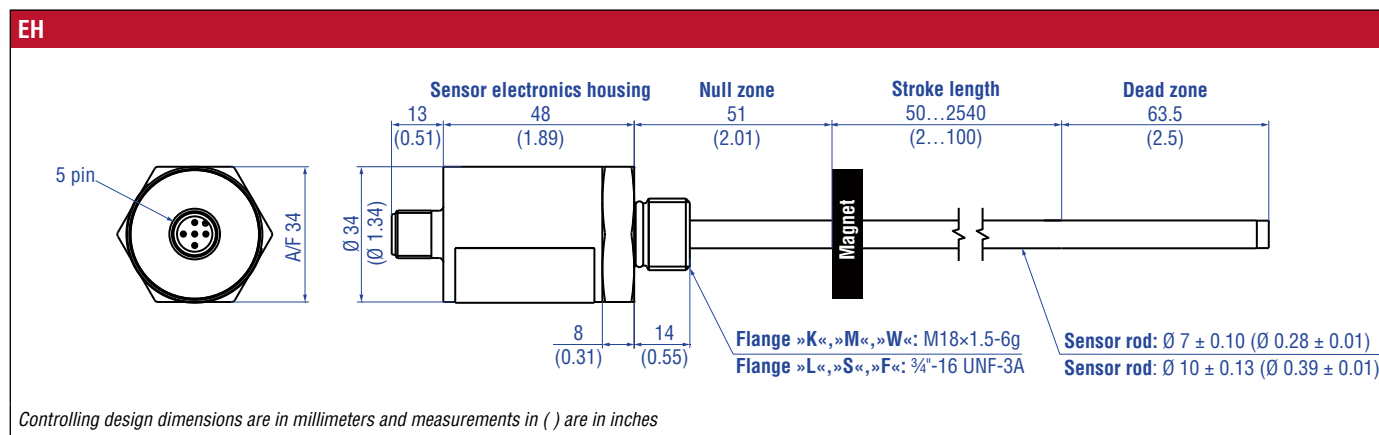 EH
Sensor electronics housing
Null zone
Stroke length
Dead zone
13
48
51
50…2540
63.5
(0.51)
(1.89)
(2.01)
(2…100)
(2.5)
5 pin
A/F 34
Ø 34
(Ø 1.34)
Magnet
8
(0.31)
14
(0.55)
Flange »K«,»M«,»W«: M18×1.5-6g
Flange »L«,»S«,»F«: ¾"-16 UNF-3A
Sensor rod: Ø 7 ± 0.10 (Ø 0.28 ± 0.01)
Sensor rod: Ø 10 ± 0.13 (Ø 0.39 ± 0.01)
Controlling design dimensions are in millimeters and measurements in ( ) are in inches